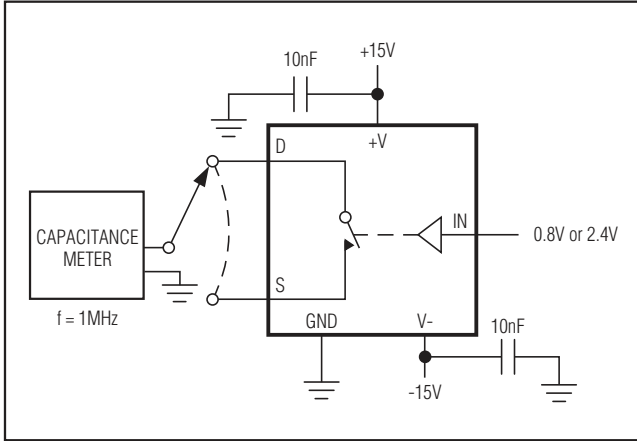 +15V
10nF
D
+V
CAPACITANCE
METER
IN
0.8V or 2.4V
S
f = 1MHz
GND
V-
10nF
-15V